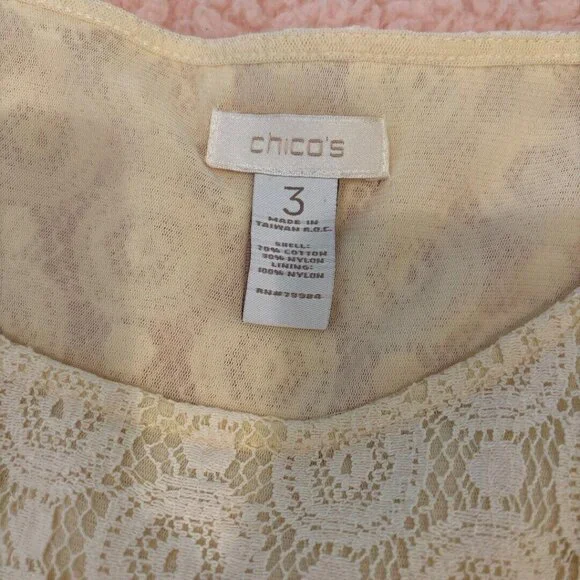 chico's
3
MADE IN
TAIWAN R.O.C.
SHELL:
70% COTTON
30% NYLON
LINING:
100% NYLON
RN#79984